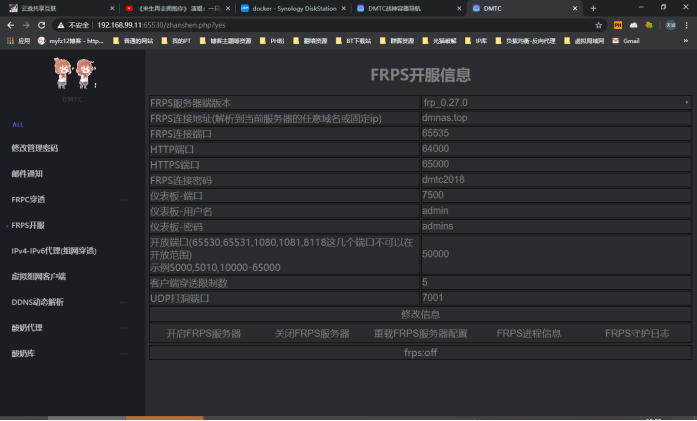 云盘共享互联
《来生再走拥抱你》 演唱：一只
docker - Synology DiskStation
DMTC战神容器导航
DMTC
不安全 | 192.168.99.11:65530/zhanshen.php?yes
应用
myfz12博客 - http...
普通的网站
我的PT
博客主题等资源
PH粉
翻墙资源
BT下载站
群晖资源
光猫破解
IP库
负载均衡-反向代理
虚拟局域网
Gmail
DMTC
ALL
修改管理密码
邮件通知
FRPC穿透
FRPS开服
IPv4-IPv6代理(组网穿透)
虚拟组网客户端
DDNS动态解析
酸奶代理
酸奶库
FRPS开服信息
FRPS服务器端版本 frp_0.27.0
FRPS连接地址(解析到当前服务器的任意域名或固定ip) dmnas.top
FRPS连接端口 65535
HTTP端口 64000
HTTPS端口 65000
FRPS连接密码 dmtc2018
仪表板-端口 7500
仪表板-用户名 admin
仪表板-密码 admins
开放端口(65530,65531,1080,1081,8118这几个端口不可以在
开放范围)
示例5000,5010,10000-65000
50000
客户端穿透限制数 5
UDP打洞端口 7001
修改信息
开启FRPS服务器 关闭FRPS服务器 重载FRPS服务器配置 FRPS进程信息 FRPS守护日志
frps:off